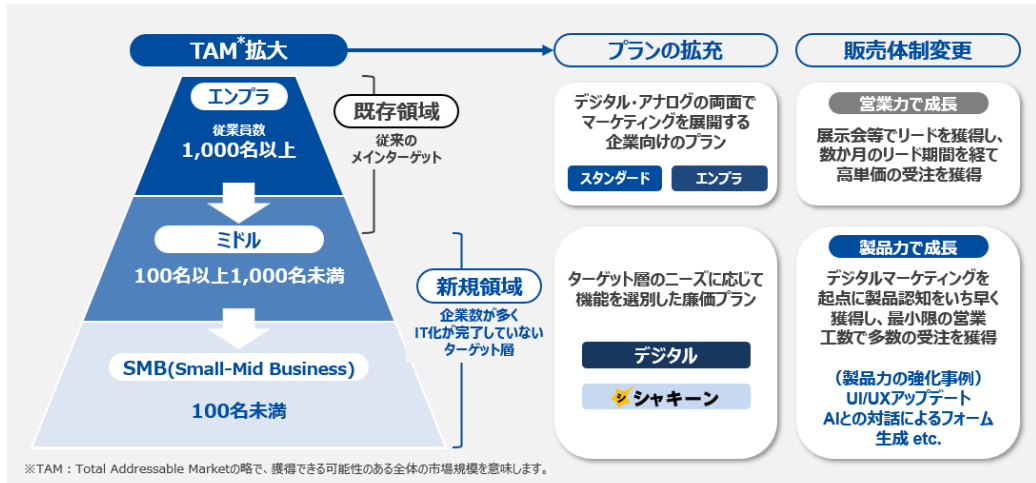 TAM*拡大
プランの拡充
販売体制変更
エンプラ
従業員数
1,000名以上
既存領域
従来の
メインターゲット
ミドル
100名以上1,000名未満
新規領域
企業数が多く
IT化が完了していない
ターゲット層
SMB(Small-Mid Business)
100名未満
デジタル・アナログの両面で
マーケティングを展開する
企業向けのプラン
スタンダード
エンプラ
ターゲット層のニーズに応じて
機能を選別した廉価プラン
デジタル
シ シャキーン
営業力で成長
展示会等でリードを獲得し、
数か月のリード期間を経て
高単価の受注を獲得
製品力で成長
デジタルマーケティングを
起点に製品認知をいち早く
獲得し、最小限の営業
工数で多数の受注を獲得
（製品力の強化事例）
UI/UXアップデート
AIとの対話によるフォーム
生成 etc.
※TAM：Total Addressable Marketの略で、獲得できる可能性のある全体の市場規模を意味します。